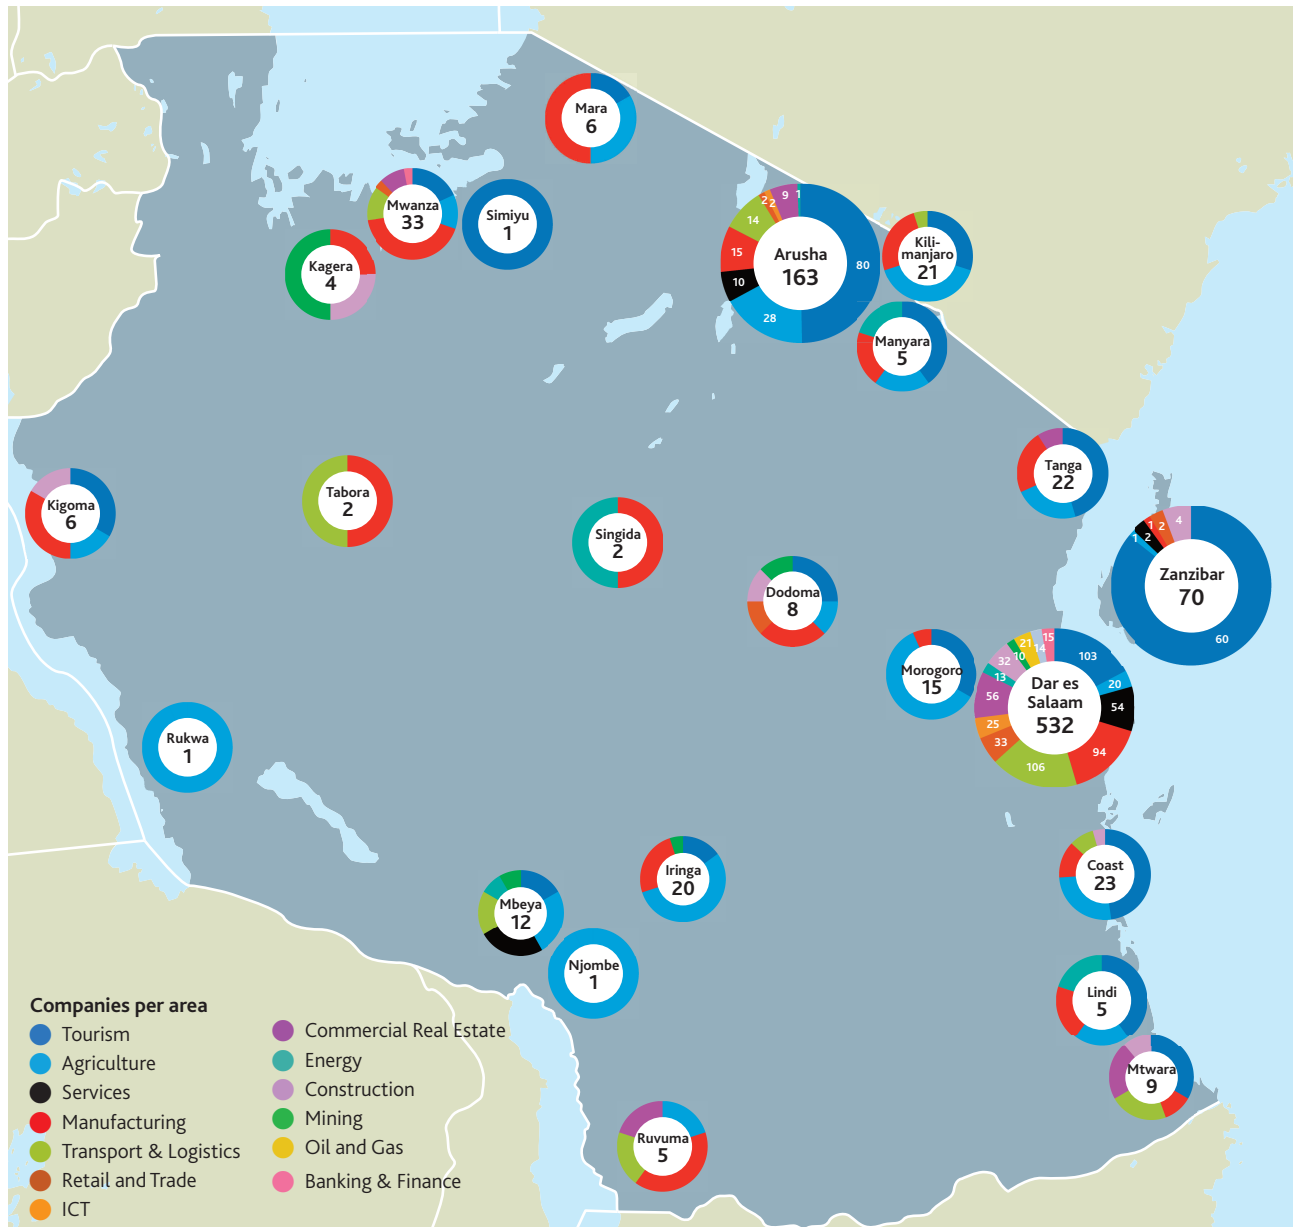 Mara
6
Mwanza
33
Simiyu
1
Kagera
4
2
2
9
1
14
15
10
28
80
Arusha
163
Kili-
manjaro
21
Manyara
5
Tanga
22
Kigoma
6
Tabora
2
Singida
2
Dodoma
8
1
2
1
2
4
Zanzibar
70
60
Morogoro
15
15
14
21
10
32
13
56
25
33
106
94
54
20
103
Dar es
Salaam
532
Rukwa
1
Iringa
20
Mbeya
12
Njombe
1
Coast
23
Lindi
5
Mtwara
9
Ruvuma
5
Companies per area
Tourism
Agriculture
Services
Manufacturing
Transport & Logistics
Retail and Trade
ICT
Commercial Real Estate
Energy
Construction
Mining
Oil and Gas
Banking & Finance